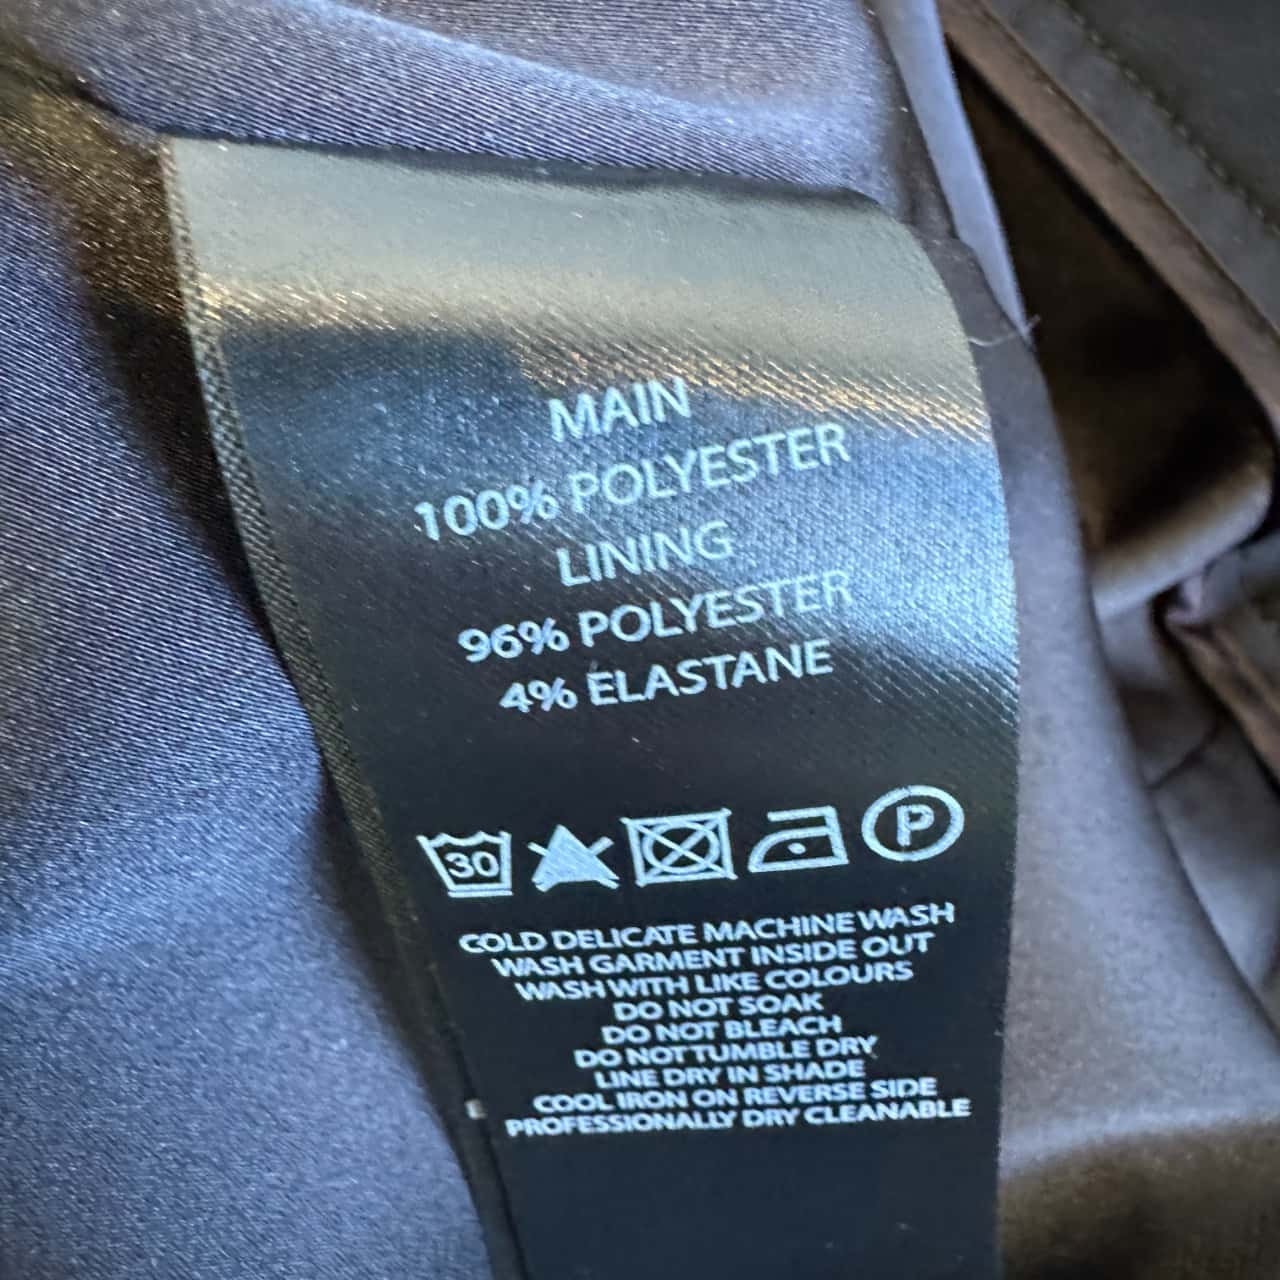 MAIN
100% POLYESTER
LINING
96% POLYESTER
4% ELASTANE
30 P
COLD DELICATE MACHINE WASH
WASH GARMENT INSIDE OUT
WASH WITH LIKE COLOURS
DO NOT SOAK
DO NOT BLEACH
DO NOT TUMBLE DRY
LINE DRY IN SHADE
COOL IRON ON REVERSE SIDE
PROFESSIONALLY DRY CLEANABLE